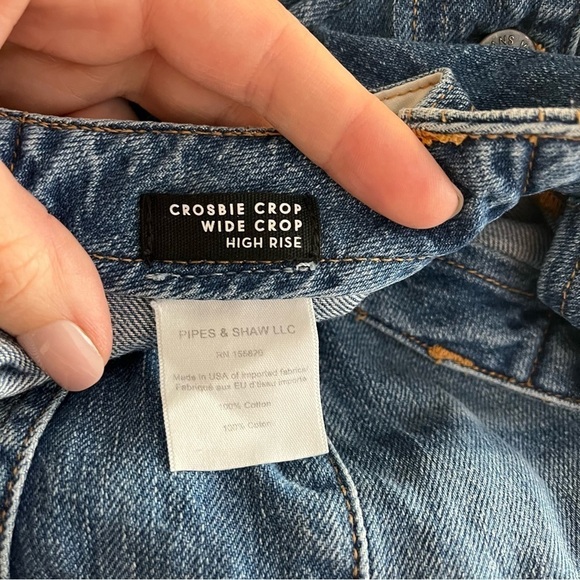 CROSBIE CROP
WIDE CROP
HIGH RISE
PIPES & SHAW LLC
RN 155620
Made in USA of imported fabrics/
Fabriqué aux EU d'tissu importé
100% Cotton
100% Coton